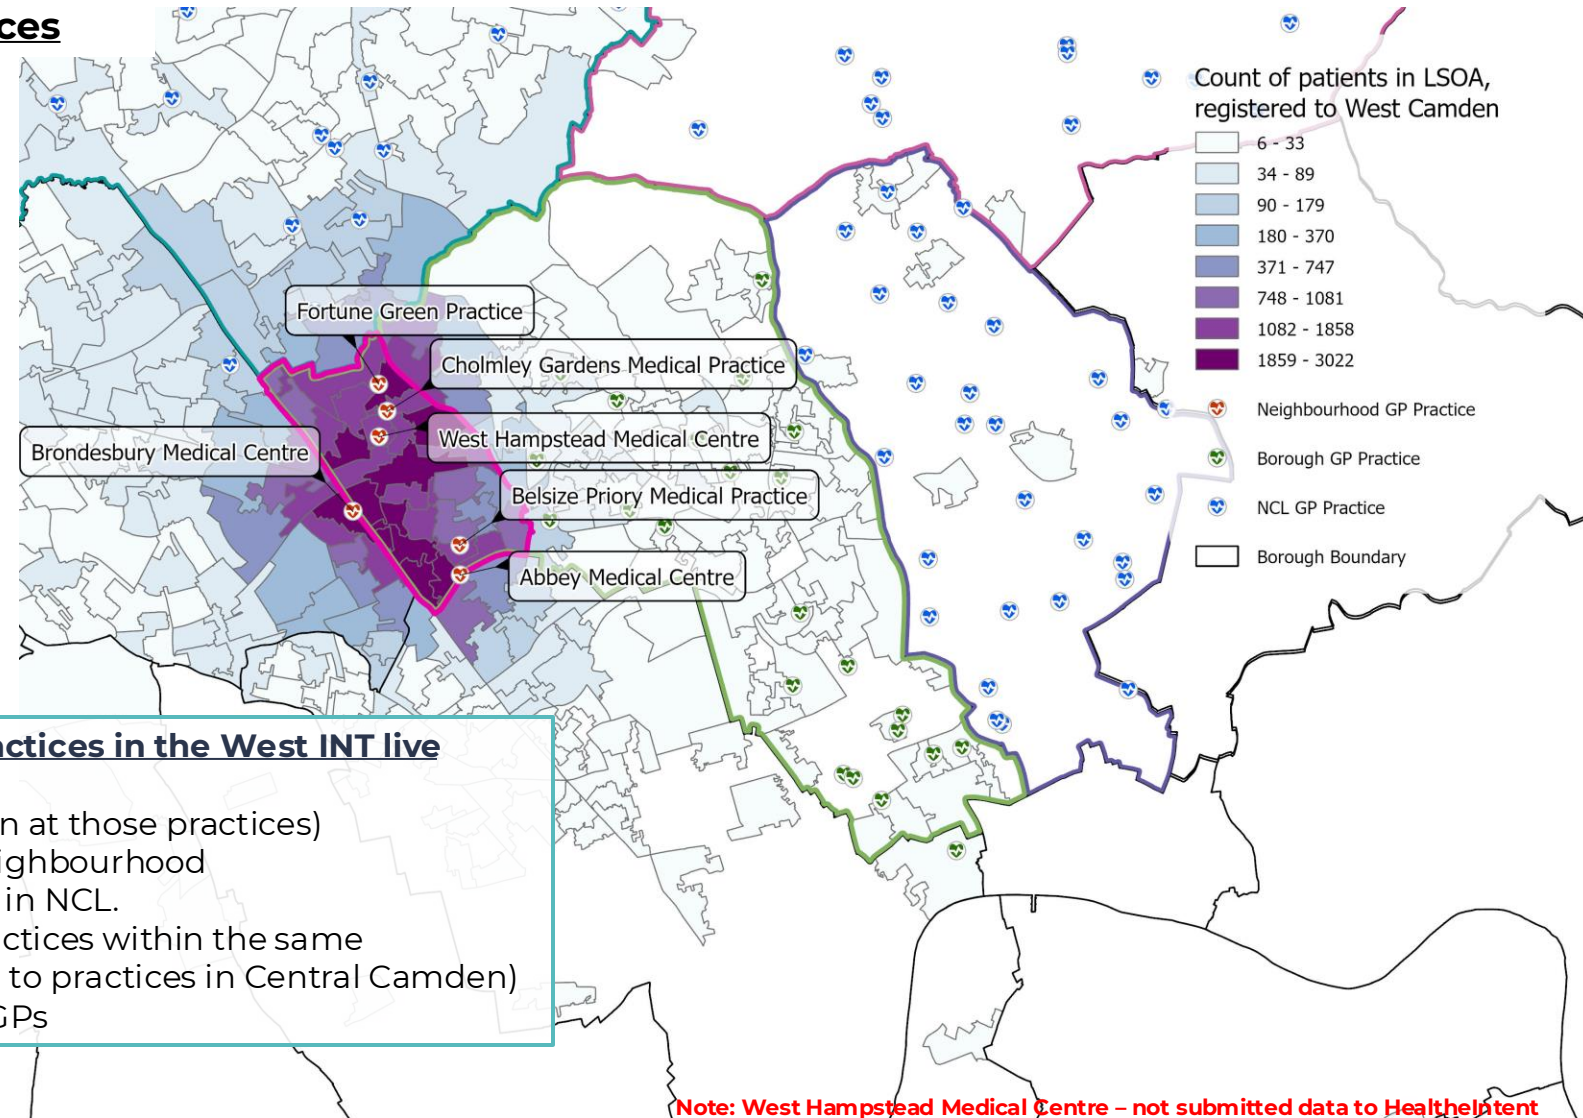 ces
Count of patients in LSOA,
registered to West Camden
6 - 33
34 - 89
90 - 179
180 - 370
371 - 747
748 - 1081
1082 - 1858
1859 - 3022
Neighbourhood GP Practice
Borough GP Practice
NCL GP Practice
Borough Boundary
Fortune Green Practice
Cholmley Gardens Medical Practice
West Hampstead Medical Centre
Brondesbury Medical Centre
Belsize Priory Medical Practice
Abbey Medical Centre
actices in the West INT live
n at those practices)
ighbourhood
in NCL.
ctices within the same
to practices in Central Camden)
GPs
Note: West Hampstead Medical Centre – not submitted data to HealtheIntent